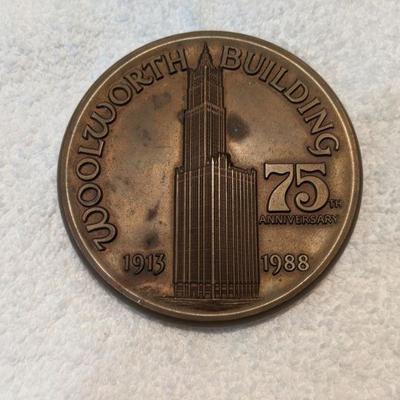 WOOLWORTH BUILDING
75TH
ANNIVERSARY
1913 1988